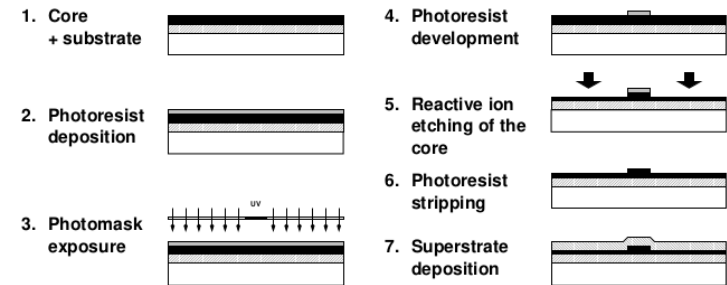 1. Core
+ substrate
2. Photoresist
deposition
UV
3. Photomask
exposure
4. Photoresist
development
5. Reactive ion
etching of the
core
6. Photoresist
stripping
7. Superstrate
deposition